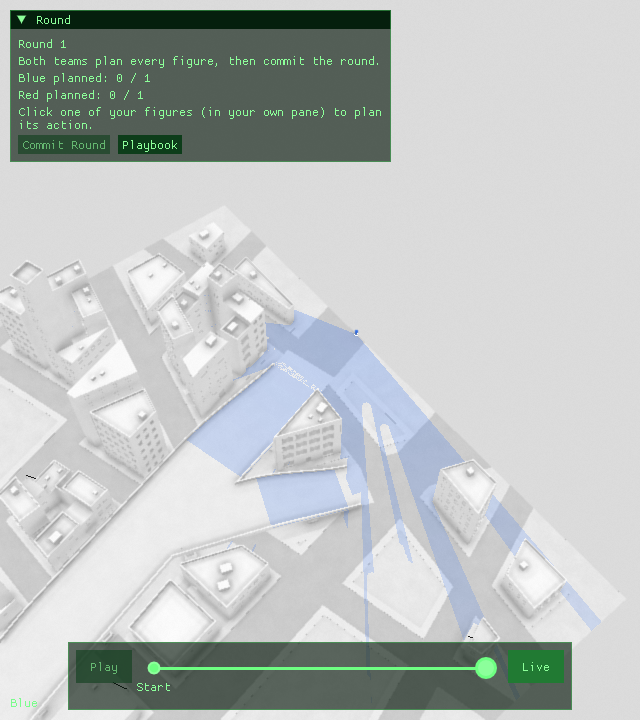 Round
Round 1
Both teams plan every figure, then commit the round.
Blue planned: 0 / 1
Red planned: 0 / 1
Click one of your figures (in your own pane) to plan
its action.
Commit Round
Playbook
Play
Start
Live
Blue